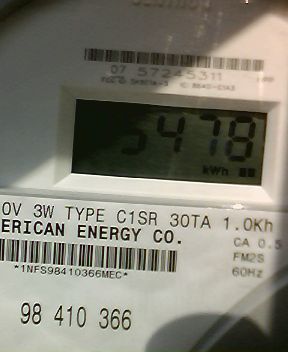 07 57245311
5478
kWh
0V 3W TYPE C1SR 30TA 1.0Kh
ERICAN ENERGY CO.
CA 0.5
FM2S
*1NFS98410366MEC*
60Hz
98 410 366